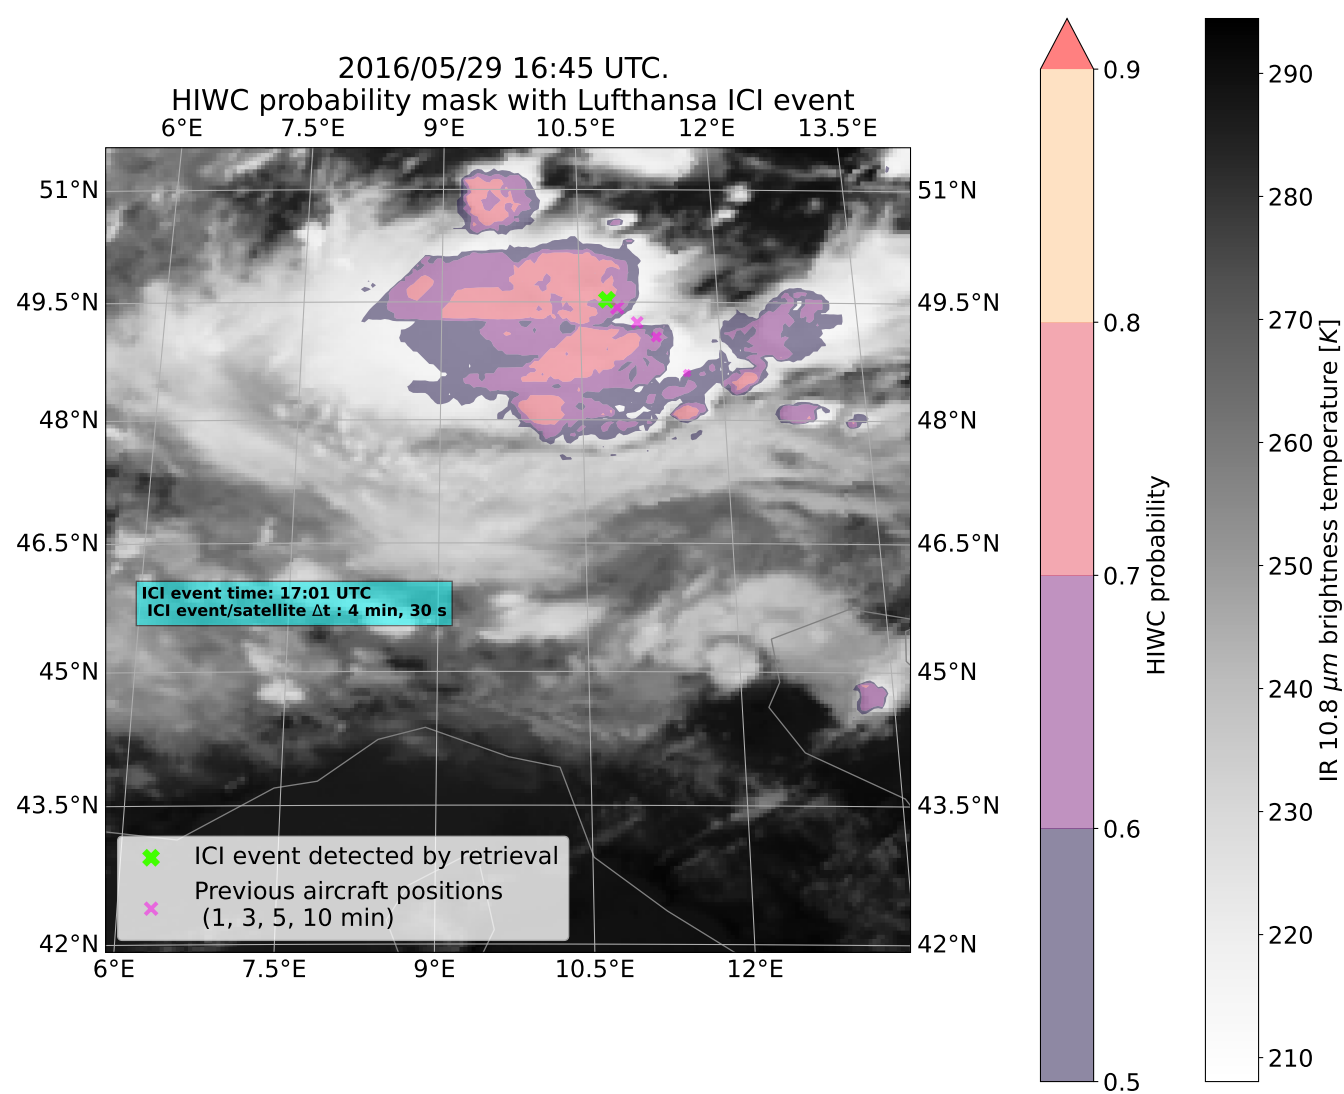 2016/05/29 16:45 UTC.
HIWC probability mask with Lufthansa ICI event
6°E 7.5°E 9°E 10.5°E 12°E 13.5°E
51°N 51°N
49.5°N 49.5°N
48°N 48°N
46.5°N 46.5°N
ICI event time: 17:01 UTC
ICI event/satellite Δt : 4 min, 30 s
45°N 45°N
43.5°N 43.5°N
ICI event detected by retrieval
Previous aircraft positions
(1, 3, 5, 10 min)
42°N 42°N
6°E 7.5°E 9°E 10.5°E 12°E
0.9
0.8
0.7
0.6
0.5
HIWC probability
290
280
270
260
250
240
230
220
210
IR 10.8 μm brightness temperature [K]